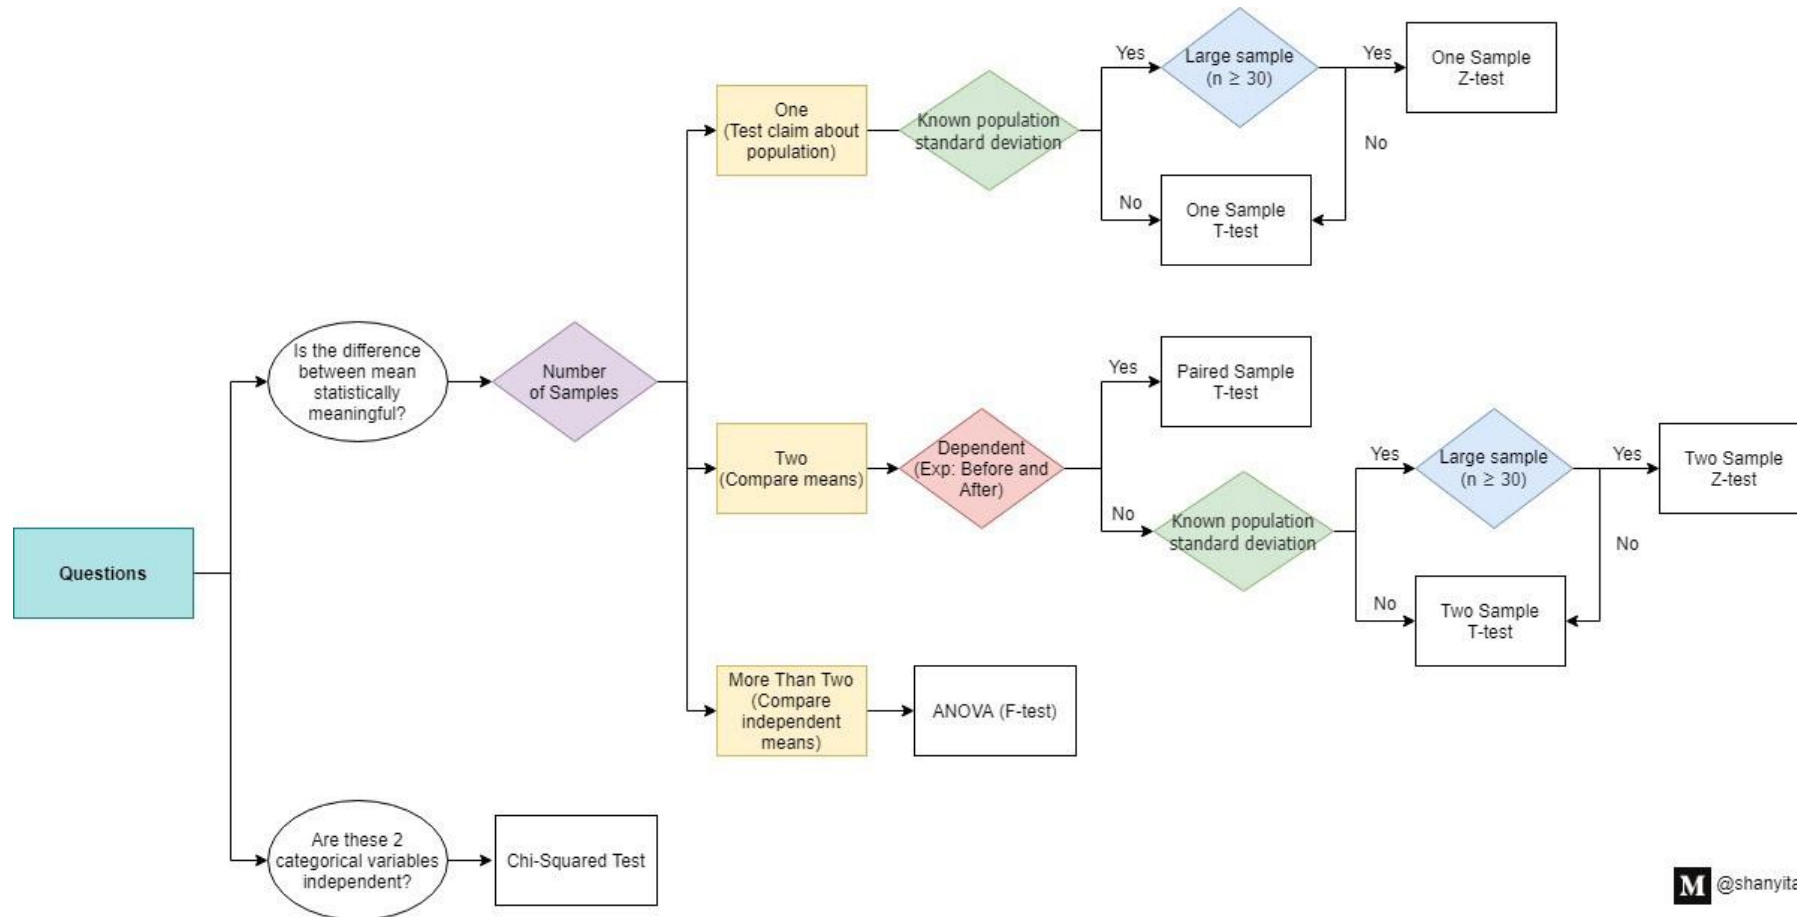 Questions
Is the difference
between mean
statistically
meaningful?
Number
of Samples
One
(Test claim about
population)
Known population
standard deviation
Yes
Large sample
(n ≥ 30)
Yes
One Sample
Z-test
No
No
One Sample
T-test
Two
(Compare means)
Dependent
(Exp: Before and
After)
Yes
Paired Sample
T-test
No
Known population
standard deviation
Yes
Large sample
(n ≥ 30)
Yes
Two Sample
Z-test
No
No
Two Sample
T-test
More Than Two
(Compare
independent
means)
ANOVA (F-test)
Are these 2
categorical variables
independent?
Chi-Squared Test
M @shanyita